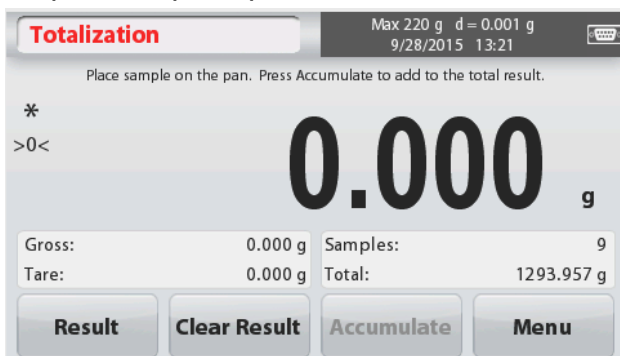 Totalization
Max 220 g d = 0.001 g
9/28/2015 13:21
Place sample on the pan. Press Accumulate to add to the total result.
*
>0<
0.000 g
Gross: 0.000 g Samples: 9
Tare: 0.000 g Total: 1293.957 g
Result Clear Result Accumulate Menu